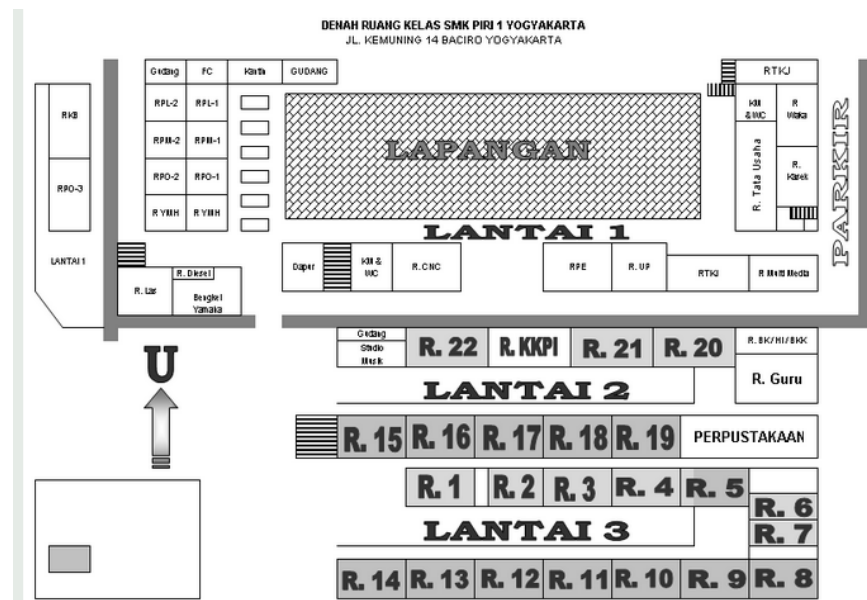 DENAH RUANG KELAS SMK PIRI 1 YOGYAKARTA
JL. KEMUNING 14 BACIRO YOGYAKARTA
Gudang FC Kantin GUDANG
RTKJ
RKB
RPL-2 RPL-1
KM & WC
R. Waka
RPM-2 RPM-1
LAPANGAN
PARKIR
R. Tata Usaha
RPO-3
RPO-2 RPO-1
R. Kasek
R YMH R YMH
LANTAI 1
LANTAI 1
Dapur
KM & WC
R. CNC
RPE
R. UP
RTKJ
R Multi Media
R. Las
R. Diesel
Bengkel
Yamaha
Gudang
Studio
Musik
R. 22 R. KKPI R. 21 R. 20
R. BK/HI/BKK
U
LANTAI 2
R. Guru
R. 15 R. 16 R. 17 R. 18 R. 19 PERPUSTAKAAN
R. 1 R. 2 R. 3 R. 4 R. 5
R. 6
LANTAI 3
R. 7
R. 14 R. 13 R. 12 R. 11 R. 10 R. 9 R. 8